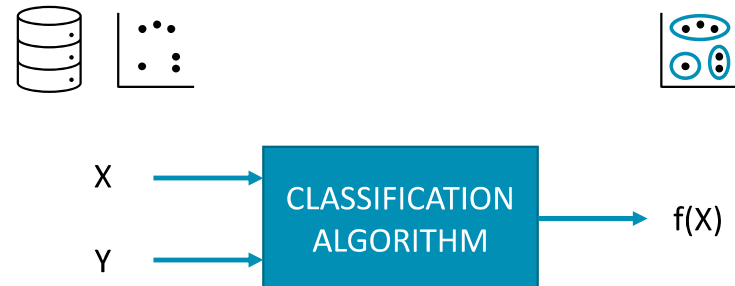 X
Y
CLASSIFICATION
ALGORITHM
f(X)